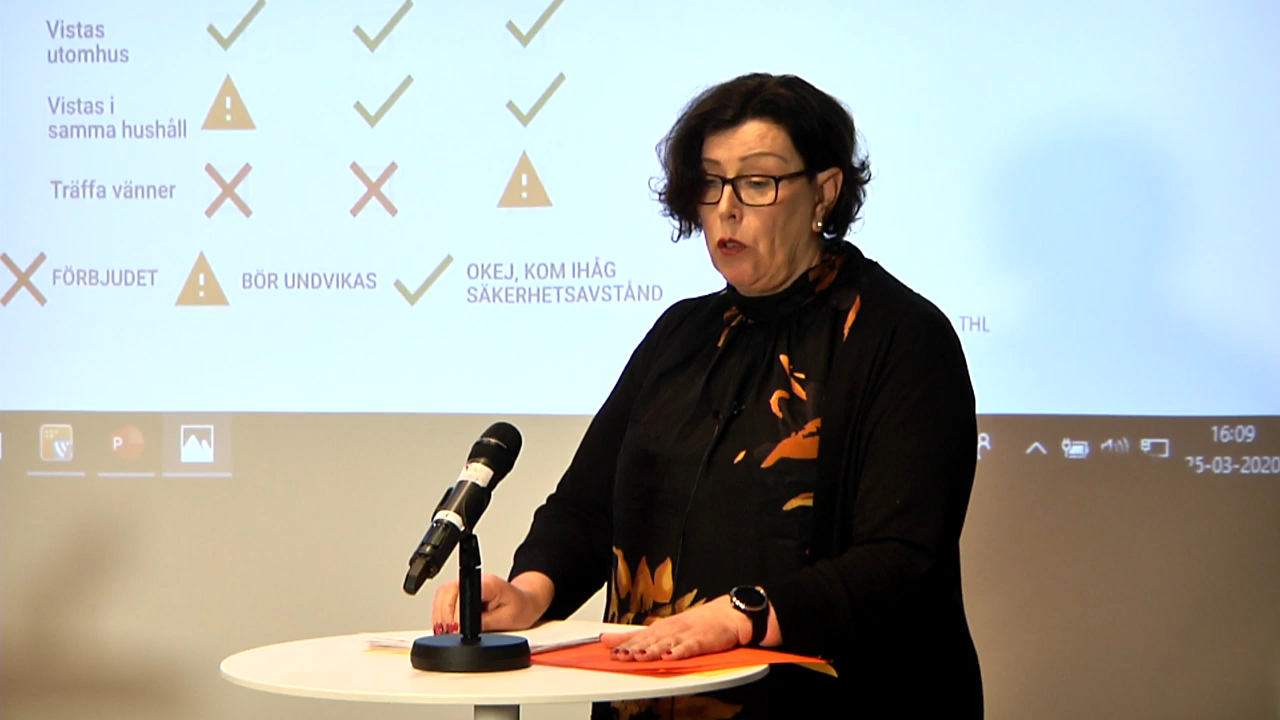 Vistas
utomhus
Vistas i
samma hushåll
Träffa vänner
FÖRBJUDET
BÖR UNDVIKAS
OKEJ, KOM IHÅG
SÄKERHETSAVSTÅND
THL
P
16:09
25-03-2020